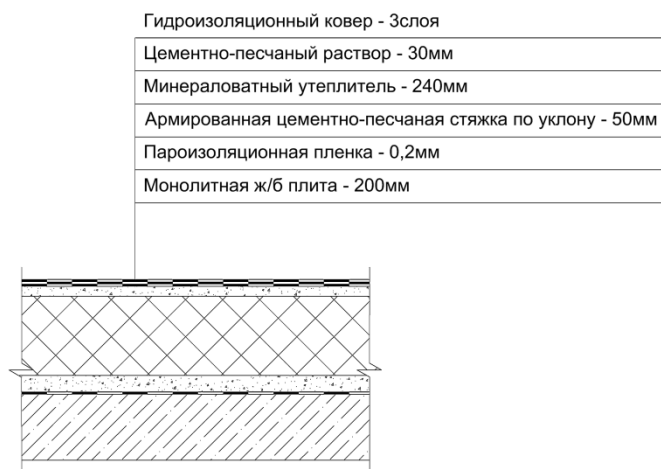 Гидроизоляционный ковер - 3слоя
Цементно-песчаный раствор - 30мм
Минераловатный утеплитель - 240мм
Армированная цементно-песчаная стяжка по уклону - 50мм
Пароизоляционная пленка - 0,2мм
Монолитная ж/б плита - 200мм